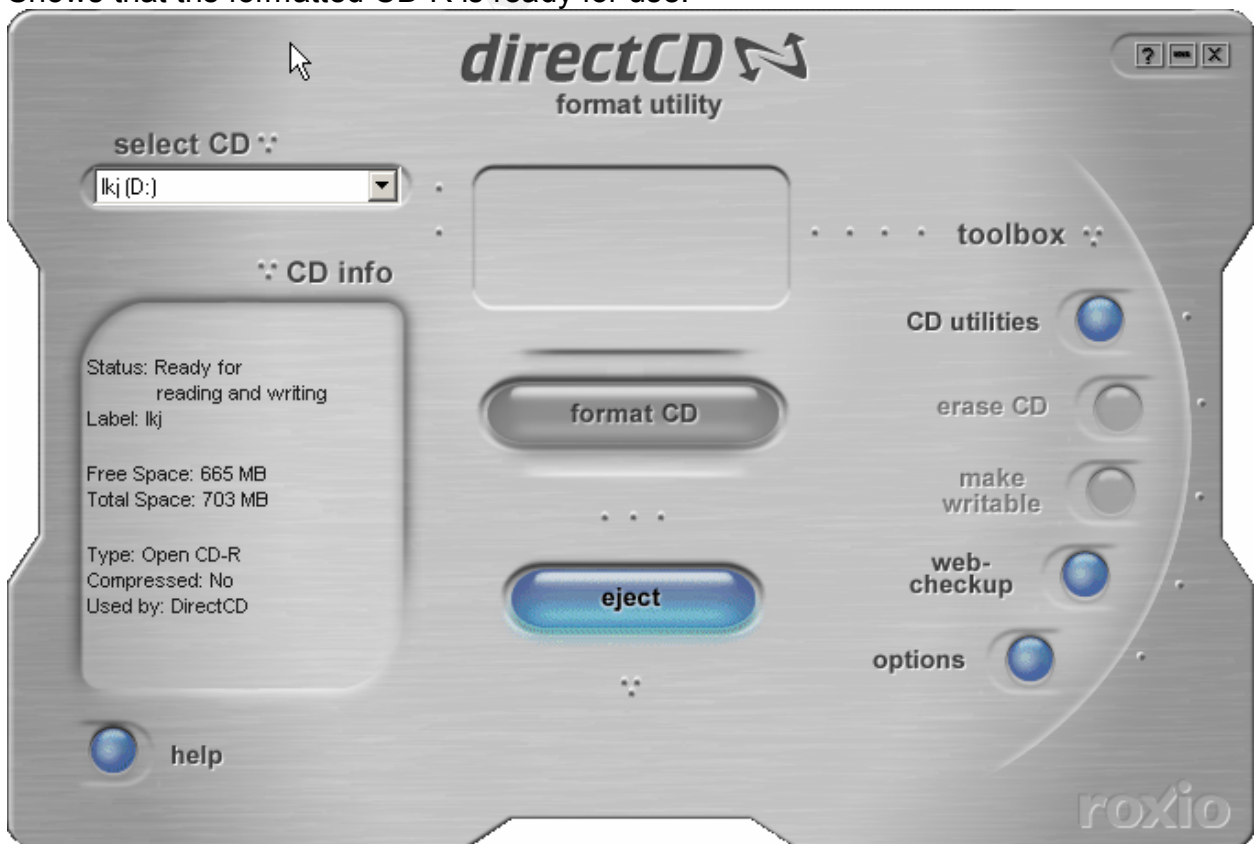 Shows that the formatted CD-R is ready for use.
directCD
format utility
? X
select CD
lkj (D:)
CD info
Status: Ready for
reading and writing
Label: lkj
Free Space: 665 MB
Total Space: 703 MB
Type: Open CD-R
Compressed: No
Used by: DirectCD
help
format CD
eject
toolbox
CD utilities
erase CD
make
writable
web-
checkup
options
roxio